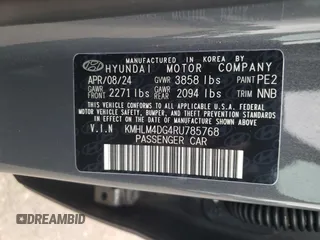 MANUFACTURED IN KOREA BY
HYUNDAI MOTOR COMPANY
APR/08/24 GVWR 3858 lbs PAINT PE2
GAWR FRONT 2271 lbs GAWR REAR 2094 lbs TRIM NNB
THIS VEHICLE CONFORMS TO ALL APPLICABLE U.S. FEDERAL MOTOR VEHICLE SAFETY, BUMPER, AND THEFT PREVENTION STANDARDS IN EFFECT ON THE DATE OF MANUFACTURE SHOWN ABOVE.
V.I.N KMHLM4DG4RU785768
PASSENGER CAR
DREAMBID